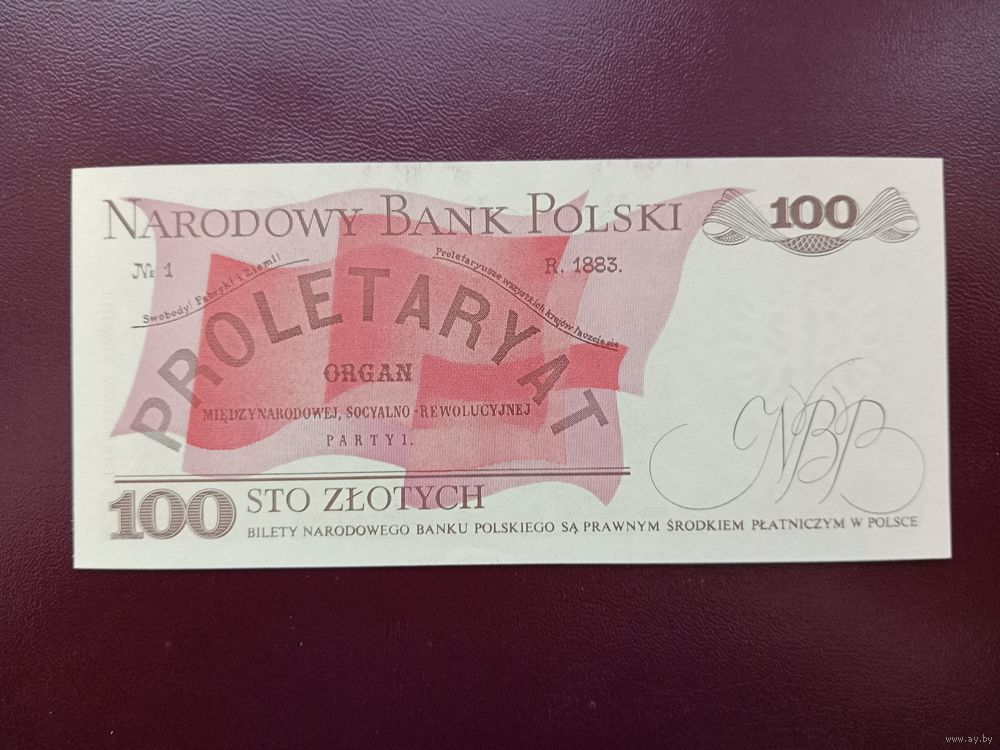 NARODOWY BANK POLSKI
100
№ 1
R. 1883.
Swobody! Fabryk! i Ziemi!
Proletaryusze wszystkich krajów łączcie się
PROLETARYAT
ORGAN
MIĘDZYNARODOWEJ, SOCYALNO-REWOLUCYJNEJ
PARTYI.
NBP
100 STO ZŁOTYCH
BILETY NARODOWEGO BANKU POLSKIEGO SĄ PRAWNYM ŚRODKIEM PŁATNICZYM W POLSCE
www.ay.by